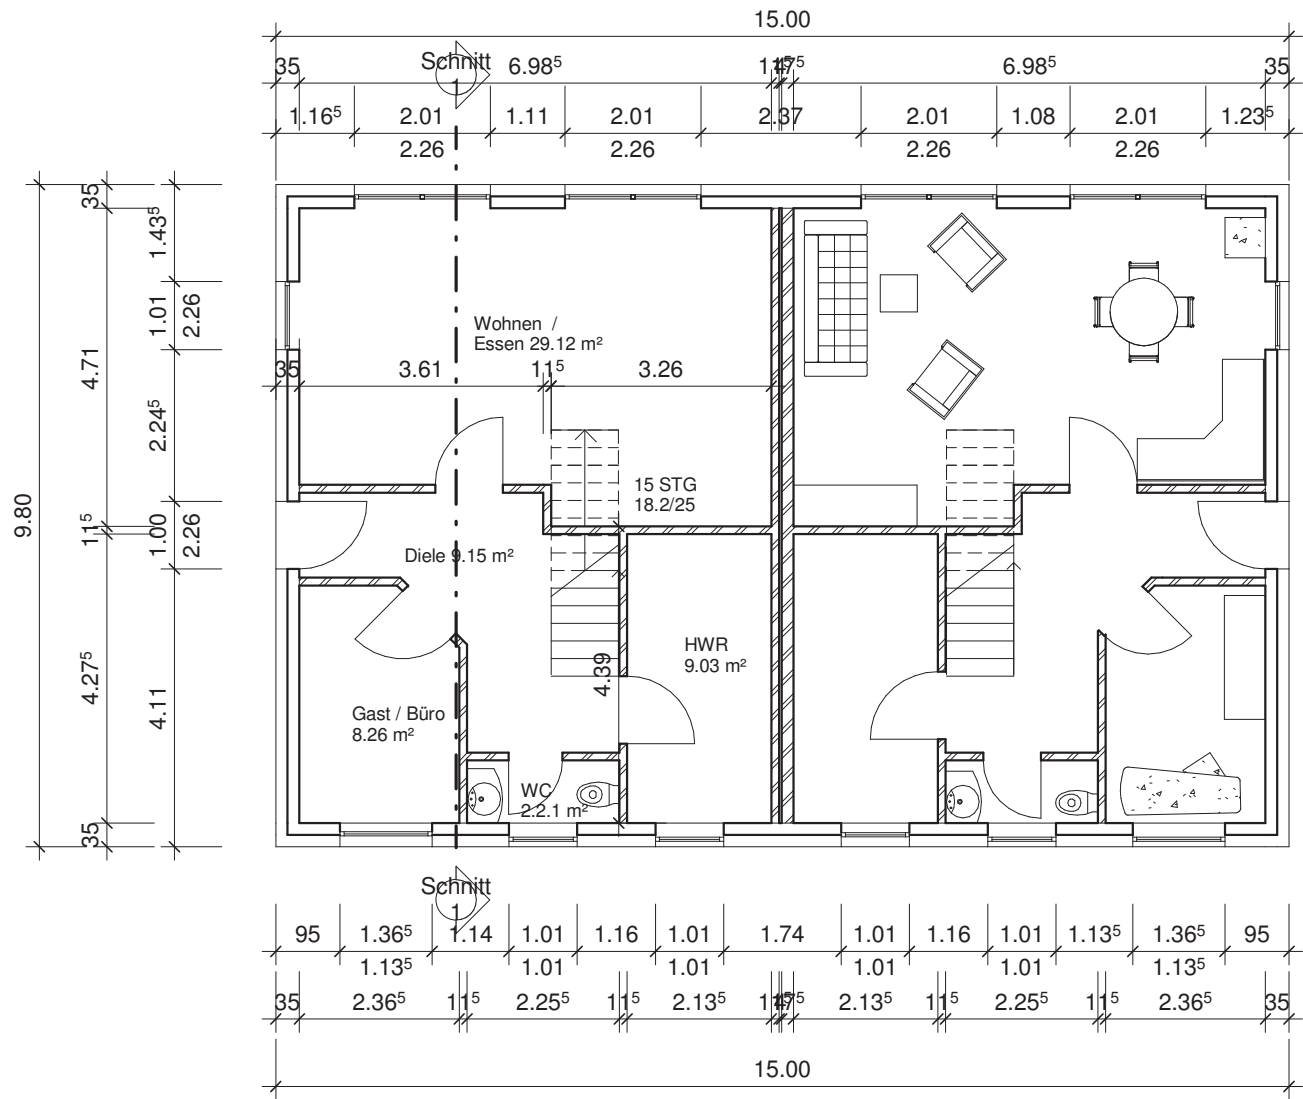 15.00
Schnitt
1
35 6.98⁵ 11⁵ 17⁵ 6.98⁵ 35
1.16⁵ 2.01 1.11 2.01 2.37 2.01 1.08 2.01 1.23⁵
2.26 2.26 2.26 2.26
9.80
35
4.71
11⁵
4.27⁵
35
1.43⁵
1.01
2.26
2.24⁵
1.00
2.26
4.11
Wohnen /
Essen 29.12 m²
35 3.61 11⁵ 3.26
15 STG
18.2/25
Diele 9.15 m²
HWR
9.03 m²
4.39
Gast / Büro
8.26 m²
WC
2.2.1 m²
Schnitt
1
95 1.36⁵ 1.14 1.01 1.16 1.01 1.74 1.01 1.16 1.01 1.13⁵ 1.36⁵ 95
1.13⁵ 1.01 1.01 1.01 1.01 1.13⁵
35 2.36⁵ 11⁵ 2.25⁵ 11⁵ 2.13⁵ 11⁵ 17⁵ 2.13⁵ 11⁵ 2.25⁵ 11⁵ 2.36⁵ 35
15.00